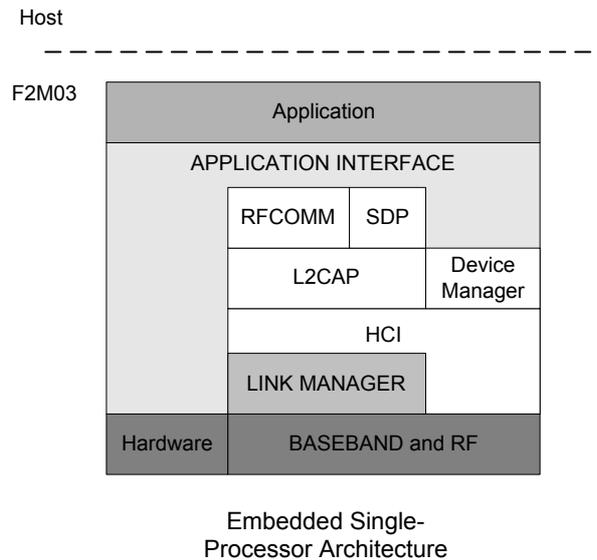 Host
F2M03
Application
APPLICATION INTERFACE
RFCOMM
SDP
L2CAP
Device
Manager
HCI
LINK MANAGER
Hardware
BASEBAND and RF
Embedded Single-
Processor Architecture